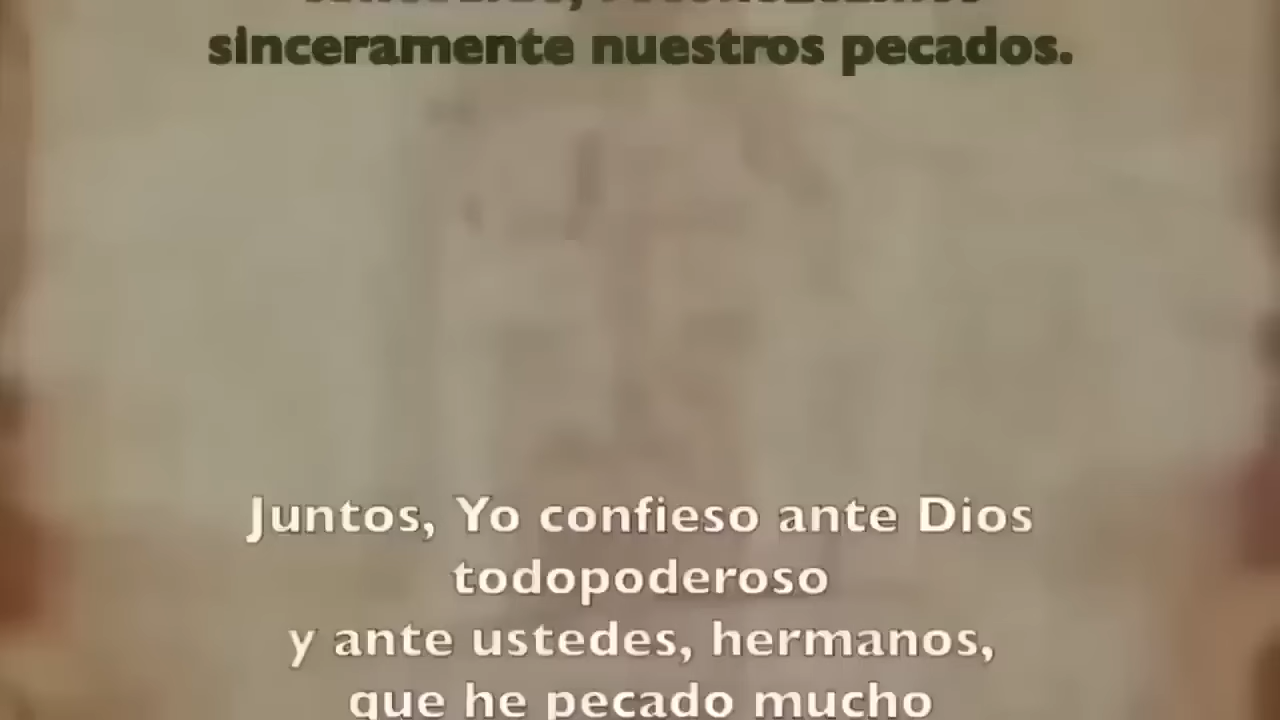 sinceramente nuestros pecados.
Juntos, Yo confieso ante Dios
todopoderoso
y ante ustedes, hermanos,
que he pecado mucho